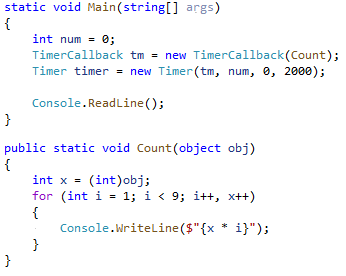 static void Main(string[] args)
{
    int num = 0;
    TimerCallback tm = new TimerCallback(Count);
    Timer timer = new Timer(tm, num, 0, 2000);

    Console.ReadLine();
}

public static void Count(object obj)
{
    int x = (int)obj;
    for (int i = 1; i < 9; i++, x++)
    {
        Console.WriteLine($"{x * i}");
    }
}